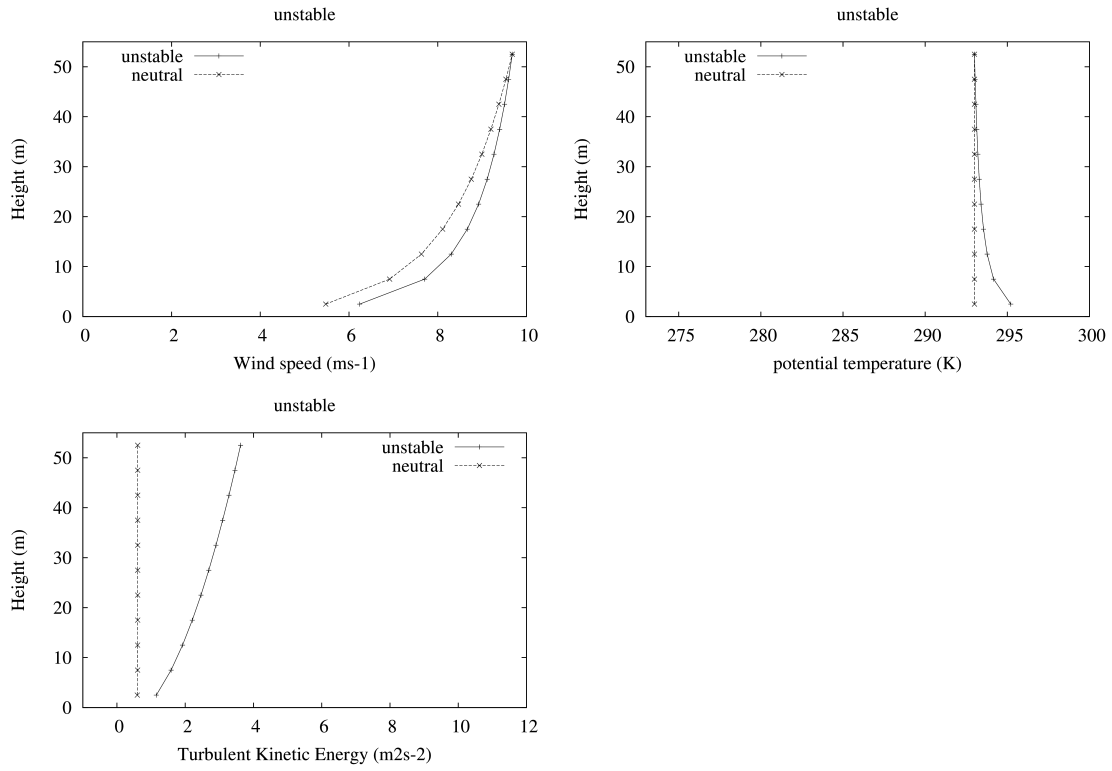 unstable
unstable
neutral
50
40
30
20
10
0
Height (m)
0 2 4 6 8 10
Wind speed (ms-1)
unstable
unstable
neutral
50
40
30
20
10
0
Height (m)
275 280 285 290 295 300
potential temperature (K)
unstable
unstable
neutral
50
40
30
20
10
0
Height (m)
0 2 4 6 8 10 12
Turbulent Kinetic Energy (m2s-2)